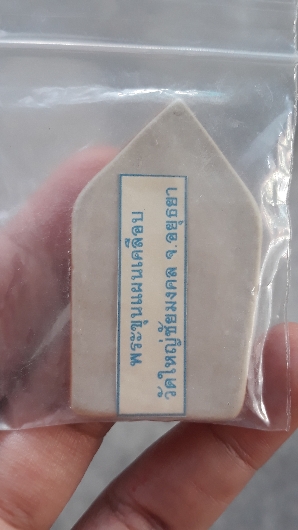 พระขุนแผนเคลือบ
วัดใหญ่ชัยมงคล จ.อยุธยา